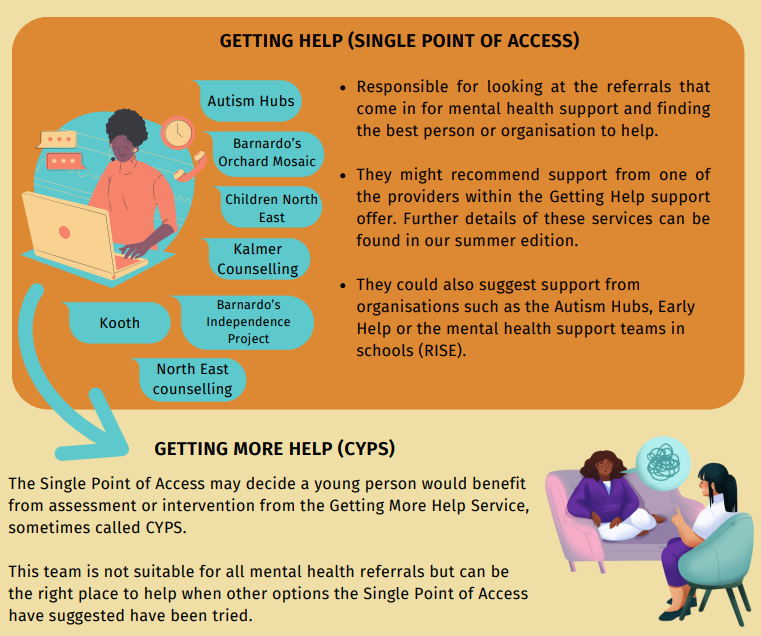 GETTING HELP (SINGLE POINT OF ACCESS)
Autism Hubs
Barnardo's
Orchard Mosaic
Children North
East
Kalmer
Counselling
Kooth
Barnardo's
Independence
Project
North East
counselling
• Responsible for looking at the referrals that
come in for mental health support and finding
the best person or organisation to help.
• They might recommend support from one of
the providers within the Getting Help support
offer. Further details of these services can be
found in our summer edition.
• They could also suggest support from
organisations such as the Autism Hubs, Early
Help or the mental health support teams in
schools (RISE).
GETTING MORE HELP (CYPS)
The Single Point of Access may decide a young person would benefit
from assessment or intervention from the Getting More Help Service,
sometimes called CYPS.
This team is not suitable for all mental health referrals but can be
the right place to help when other options the Single Point of Access
have suggested have been tried.